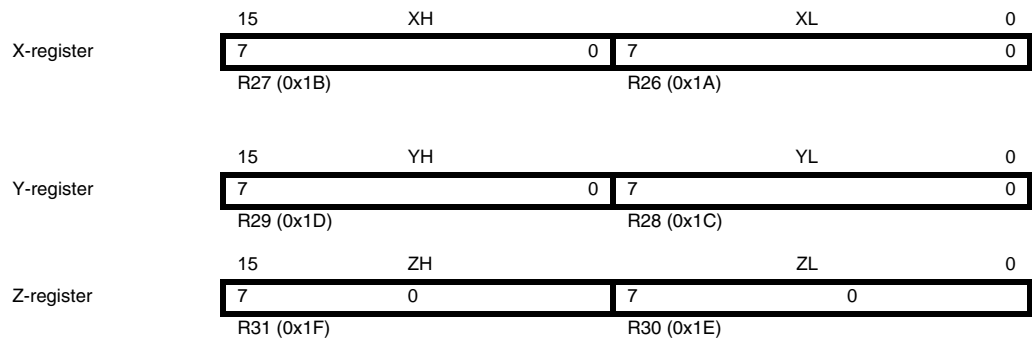 15 XH XL 0
X-register 7 0 7 0
R27 (0x1B) R26 (0x1A)
15 YH YL 0
Y-register 7 0 7 0
R29 (0x1D) R28 (0x1C)
15 ZH ZL 0
Z-register 7 0 7 0
R31 (0x1F) R30 (0x1E)